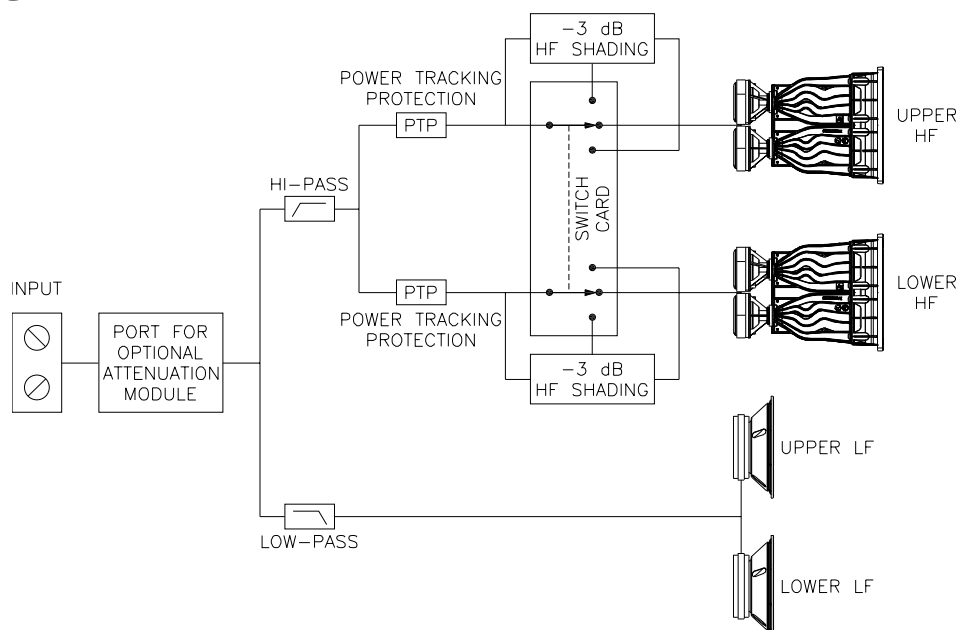 -3 dB
HF SHADING
POWER TRACKING
PROTECTION
PTP
UPPER
HF
HI-PASS
SWITCH
CARD
PTP
POWER TRACKING
PROTECTION
LOWER
HF
INPUT
PORT FOR
OPTIONAL
ATTENUATION
MODULE
-3 dB
HF SHADING
UPPER LF
LOW-PASS
LOWER LF